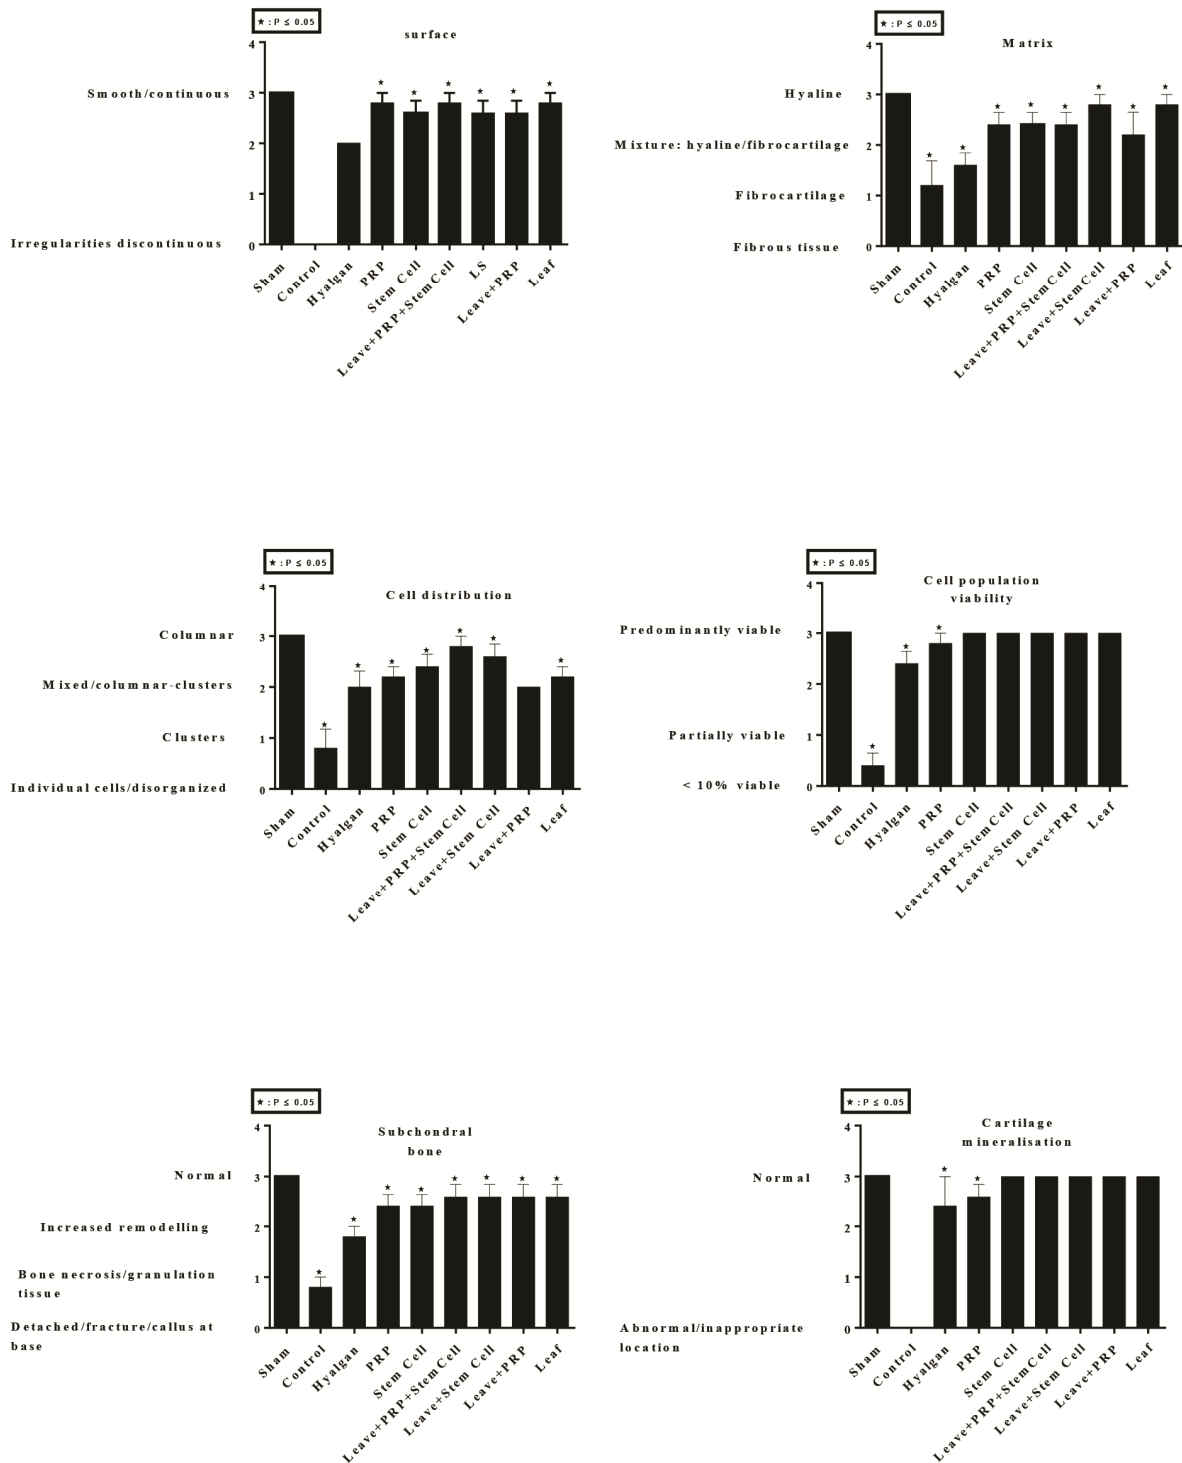 ★ : P ≤ 0.05
surface
4
Smooth/continuous
3
2
1
Irregularities discontinuous
0
Sham
Control
Hyalgan
PRP
Stem Cell
Leave+PRP+StemCell
LS
Leave+PRP
Leaf
★ : P ≤ 0.05
Matrix
4
Hyaline
3
Mixture: hyaline/fibrocartilage
2
Fibrocartilage
1
Fibrous tissue
0
Sham
Control
Hyalgan
PRP
Stem Cell
Leave+PRP+StemCell
Leave+StemCell
Leave+PRP
Leaf
★ : P ≤ 0.05
Cell distribution
4
Columnar
3
Mixed/columnar-clusters
2
Clusters
1
Individual cells/disorganized
0
Sham
Control
Hyalgan
PRP
Stem Cell
Leave+PRP+StemCell
Leave+Stem Cell
Leave+PRP
Leaf
★ : P ≤ 0.05
Cell population
viability
4
Predominantly viable
3
2
Partially viable
1
< 10% viable
0
Sham
Control
Hyalgan
PRP
Stem Cell
Leave+PRP+StemCell
Leave+Stem Cell
Leave+PRP
Leaf
★ : P ≤ 0.05
Subchondral
bone
4
Normal
3
Increased remodelling
2
Bone necrosis/granulation
tissue
1
Detached/fracture/callus at
base
0
Sham
Control
Hyalgan
PRP
Stem Cell
Leave+PRP+StemCell
Leave+Stem Cell
Leave+PRP
Leaf
★ : P ≤ 0.05
Cartilage
mineralisation
4
Normal
3
2
1
Abnormal/inappropriate
location
0
Sham
Control
Hyalgan
PRP
Stem Cell
Leave+PRP+StemCell
Leave+Stem Cell
Leave+PRP
Leaf